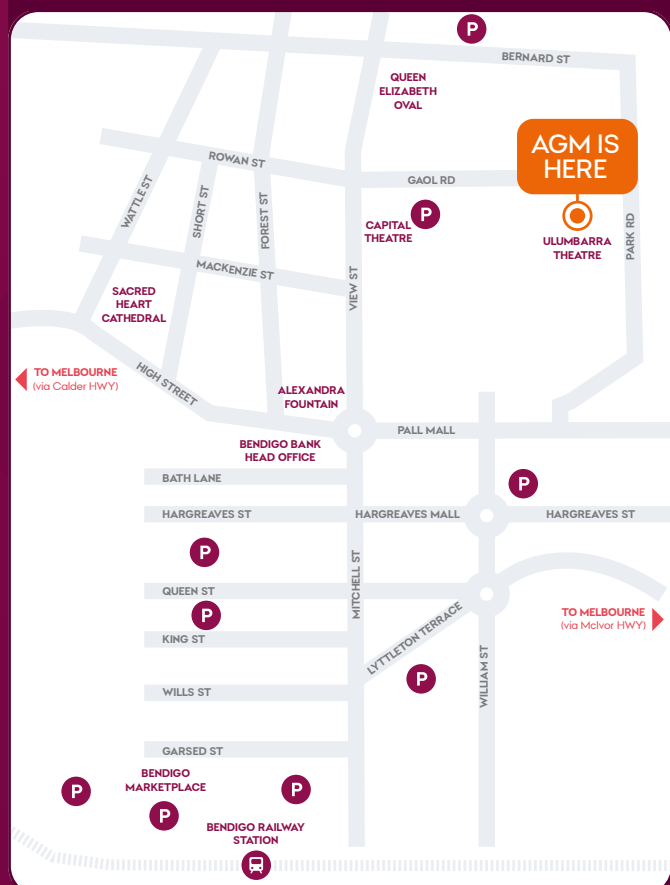 P
BERNARD ST
QUEEN
ELIZABETH
OVAL
AGM IS
HERE
ROWAN ST
GAOL RD
WATTLE ST
SHORT ST
FOREST ST
CAPITAL
THEATRE
P
PARK RD
ULUMBARRA
THEATRE
MACKENZIE ST
VIEW ST
SACRED
HEART
CATHEDRAL
TO MELBOURNE
(via Calder HWY)
HIGH STREET
ALEXANDRA
FOUNTAIN
PALL MALL
BENDIGO BANK
HEAD OFFICE
BATH LANE
P
HARGREAVES ST
HARGREAVES MALL
HARGREAVES ST
P
MITCHELL ST
QUEEN ST
P
TO MELBOURNE
(via McIvor HWY)
KING ST
LYTTLETON TERRACE
WILLIAM ST
P
WILLS ST
GARSED ST
BENDIGO
MARKETPLACE
P
P
P
BENDIGO RAILWAY
STATION